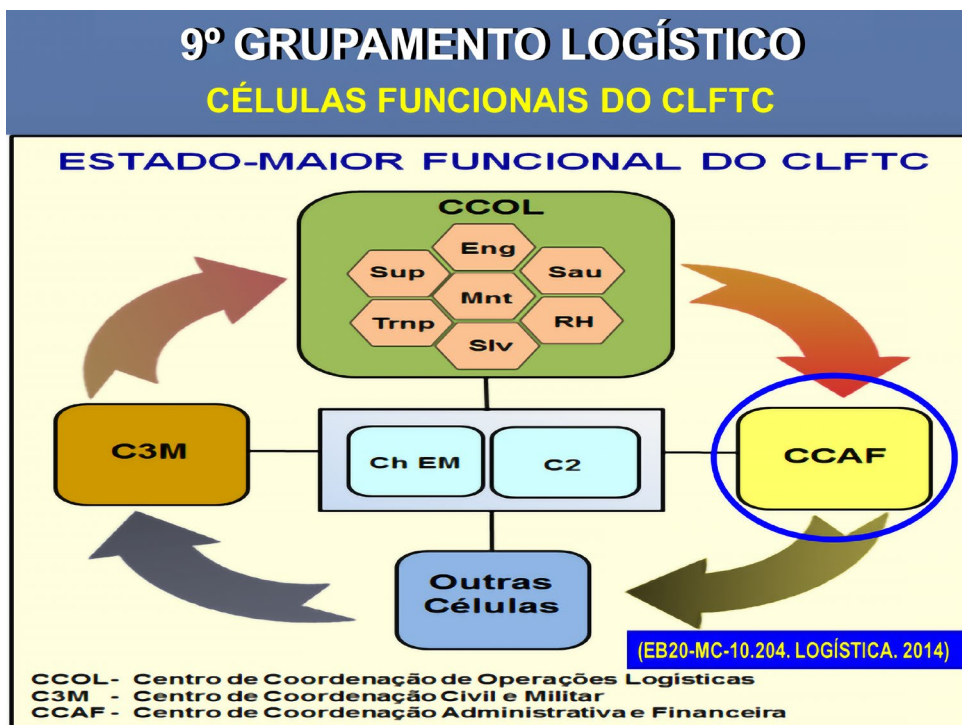 9º GRUPAMENTO LOGÍSTICO
CÉLULAS FUNCIONAIS DO CLFTC
ESTADO-MAIOR FUNCIONAL DO CLFTC
CCOL
Eng
Sup
Sau
Mnt
Trnp
RH
Slv
C3M
Ch EM
C2
CCAF
Outras
Células
(EB20-MC-10.204. LOGÍSTICA. 2014)
CCOL- Centro de Coordenação de Operações Logísticas
C3M - Centro de Coordenação Civil e Militar
CCAF - Centro de Coordenação Administrativa e Financeira